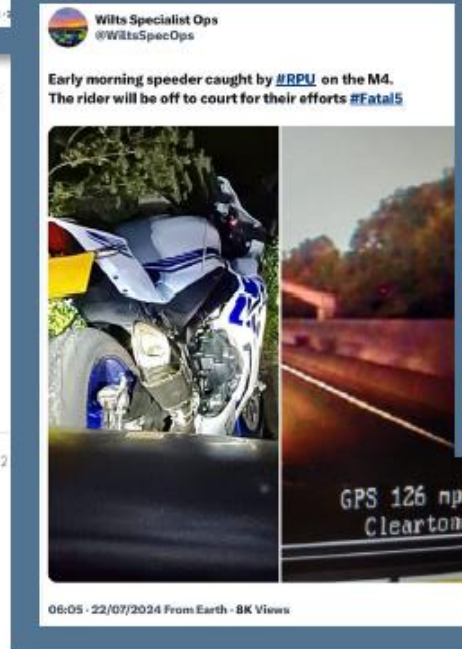 Wilts Specialist Ops
@WiltsSpecOps
Early morning speeder caught by #RPU on the M4.
The rider will be off to court for their efforts #Fatal5
GPS 126 mp
Clearton
06:05 · 22/07/2024 From Earth · 8K Views